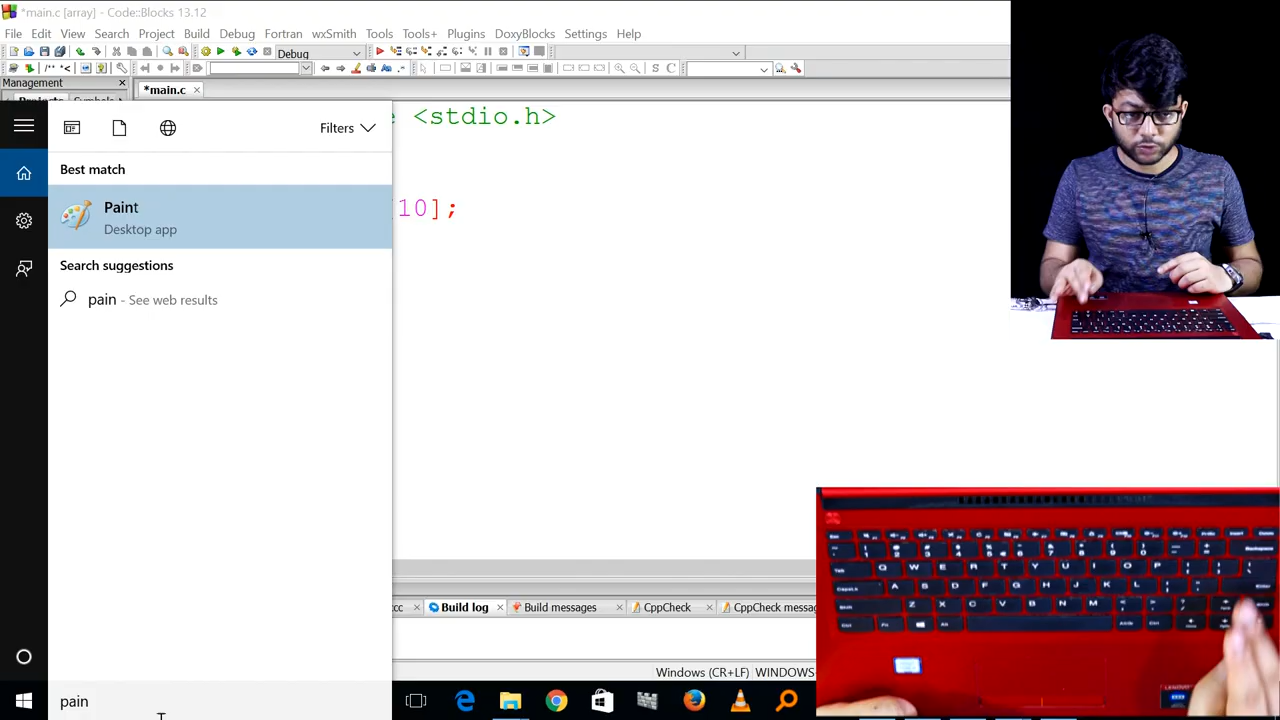 *main.c [array] - Code::Blocks 13.12
File Edit View Search Project Build Debug Fortran wxSmith Tools Tools+ Plugins DoxyBlocks Settings Help
Debug
Management
*main.c
<stdio.h>
Filters
Best match
Paint
Desktop app
10];
Search suggestions
pain - See web results
Build log
Build messages
CppCheck
CppCheck messag
Windows (CR+LF)
WINDOWS
pain